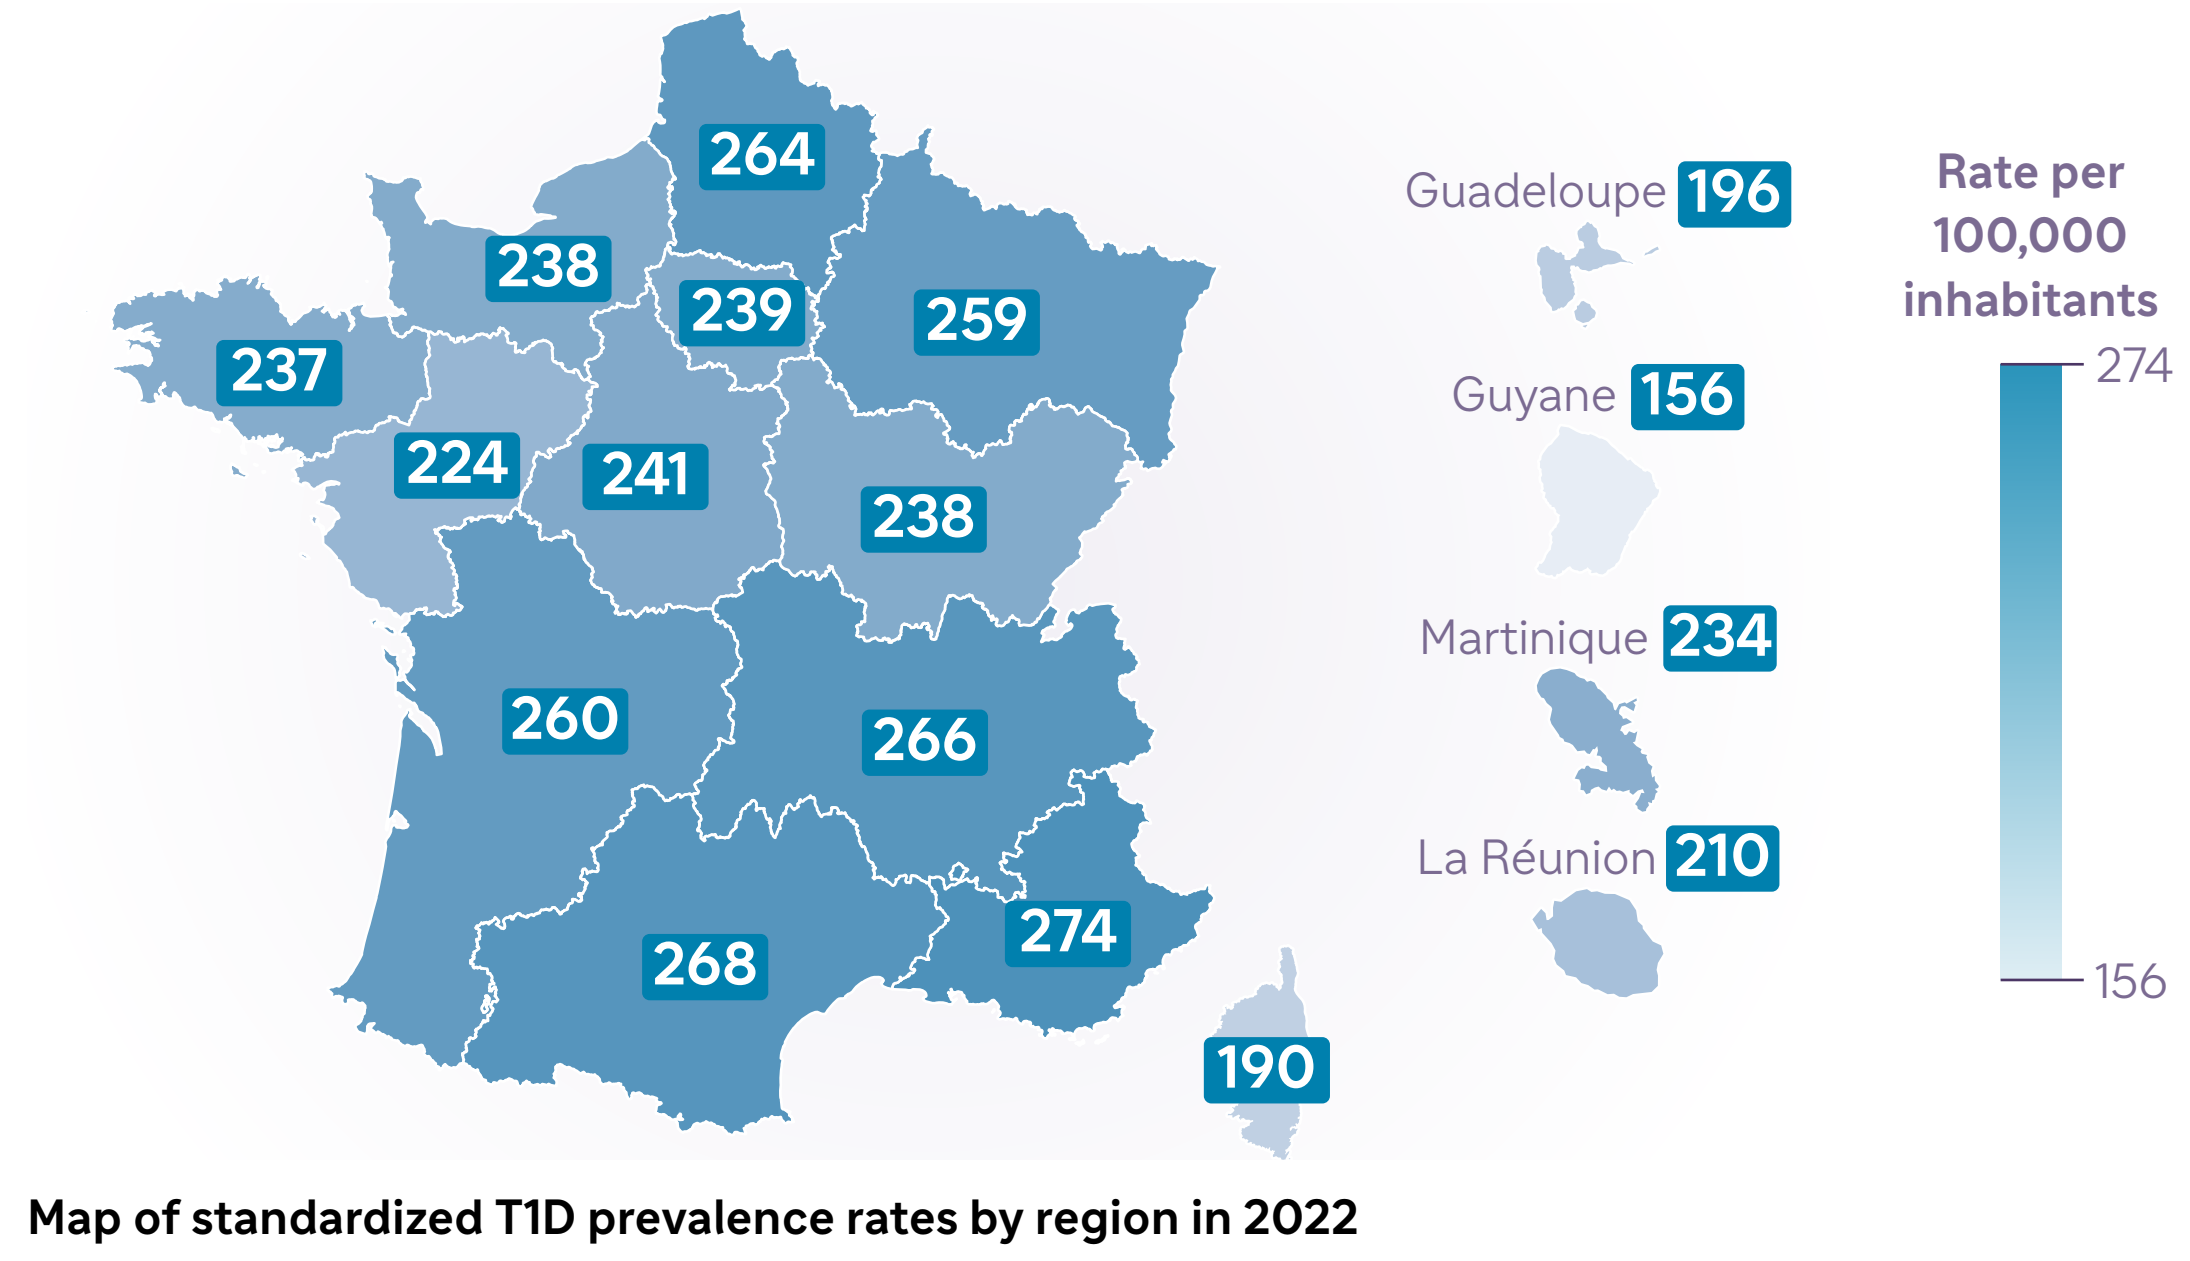 264
238
239
259
237
224
241
238
260
266
268
274
190
Guadeloupe 196
Guyane 156
Martinique 234
La Réunion 210
Rate per
100,000
inhabitants
274
156
Map of standardized T1D prevalence rates by region in 2022